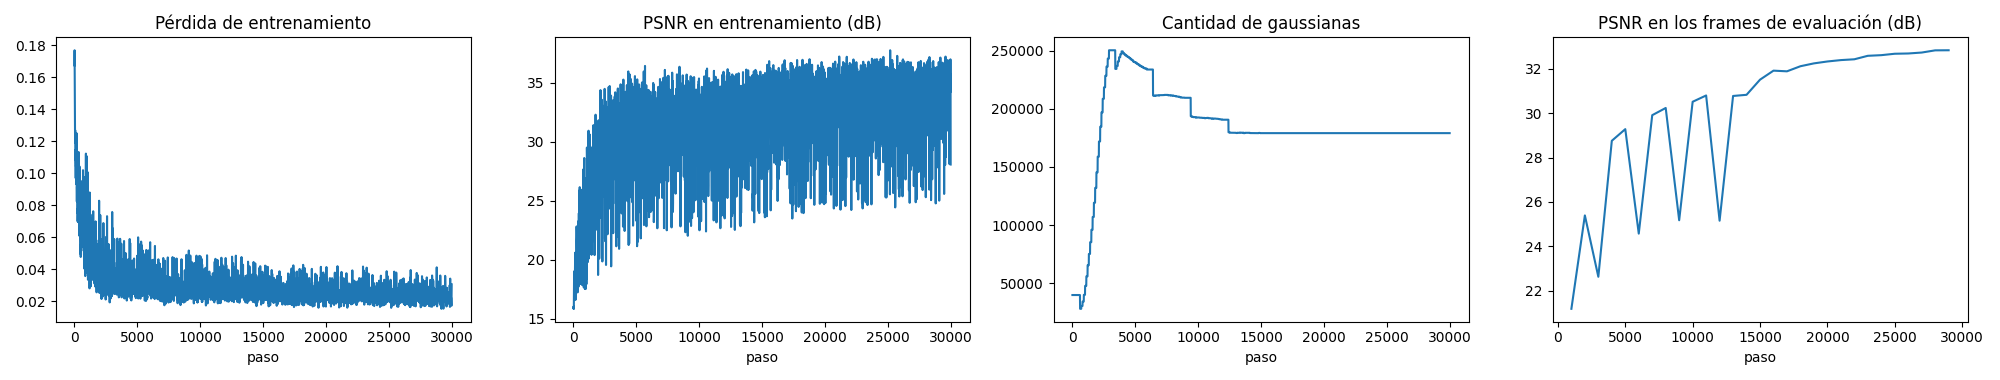 Pérdida de entrenamiento
0.18
0.16
0.14
0.12
0.10
0.08
0.06
0.04
0.02
0 5000 10000 15000 20000 25000 30000
paso
PSNR en entrenamiento (dB)
35
30
25
20
15
0 5000 10000 15000 20000 25000 30000
paso
Cantidad de gaussianas
250000
200000
150000
100000
50000
0 5000 10000 15000 20000 25000 30000
paso
PSNR en los frames de evaluación (dB)
32
30
28
26
24
22
0 5000 10000 15000 20000 25000 30000
paso